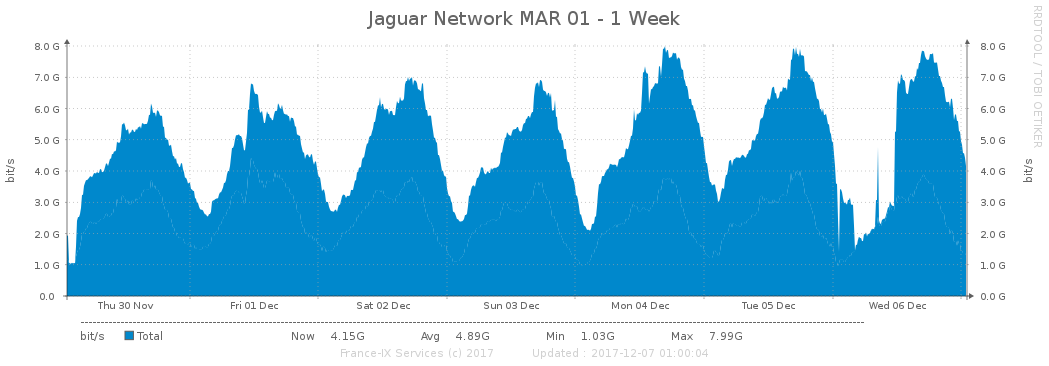 Jaguar Network MAR 01 - 1 Week
RRDTOOL / TOBI OETIKER
bit/s
8.0 G
7.0 G
6.0 G
5.0 G
4.0 G
3.0 G
2.0 G
1.0 G
0.0
8.0 G
7.0 G
6.0 G
5.0 G
4.0 G
3.0 G
2.0 G
1.0 G
0.0 G
bit/s
Thu 30 Nov Fri 01 Dec Sat 02 Dec Sun 03 Dec Mon 04 Dec Tue 05 Dec Wed 06 Dec
bit/s Total Now 4.15G Avg 4.89G Min 1.03G Max 7.99G
France-IX Services (c) 2017 Updated : 2017-12-07 01:00:04